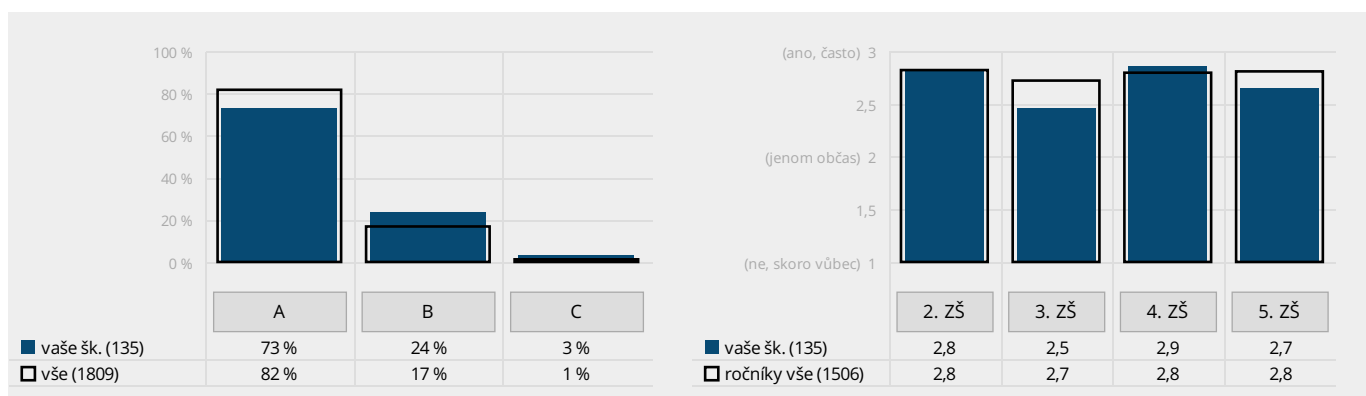 100 %
80 %
60 %
40 %
20 %
0 %
A B C
vaše šk. (135) 73 % 24 % 3 %
vše (1809) 82 % 17 % 1 %
(ano, často) 3
2,5
(jenom občas) 2
1,5
(ne, skoro vůbec) 1
2. ZŠ 3. ZŠ 4. ZŠ 5. ZŠ
vaše šk. (135) 2,8 2,5 2,9 2,7
ročníky vše (1506) 2,8 2,7 2,8 2,8